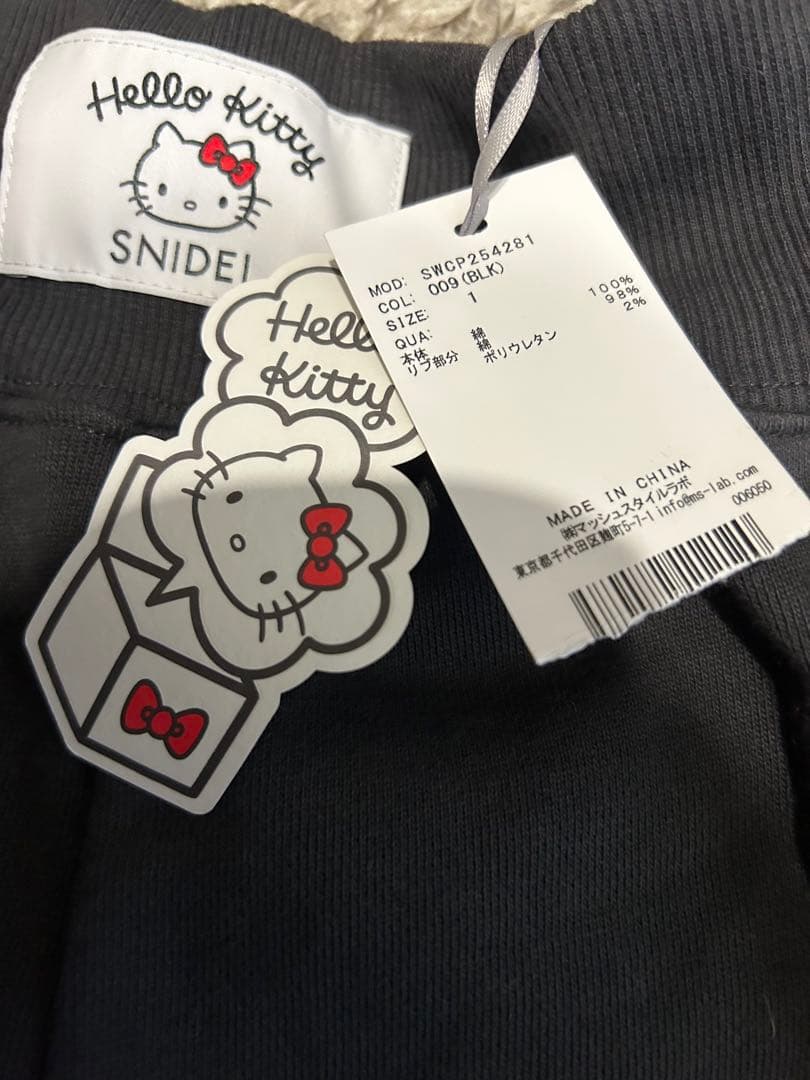 Hello Kitty
SNIDEL
Hello
Kitty
MOD: SWCP254281
COL: 009(BLK)
SIZE: 1
QUA:
本体 綿 100%
リブ部分 綿 98%
ポリウレタン 2%
MADE IN CHINA
㈱マッシュスタイルラボ
東京都千代田区麹町5-7-1 info@ms-lab.com
006050